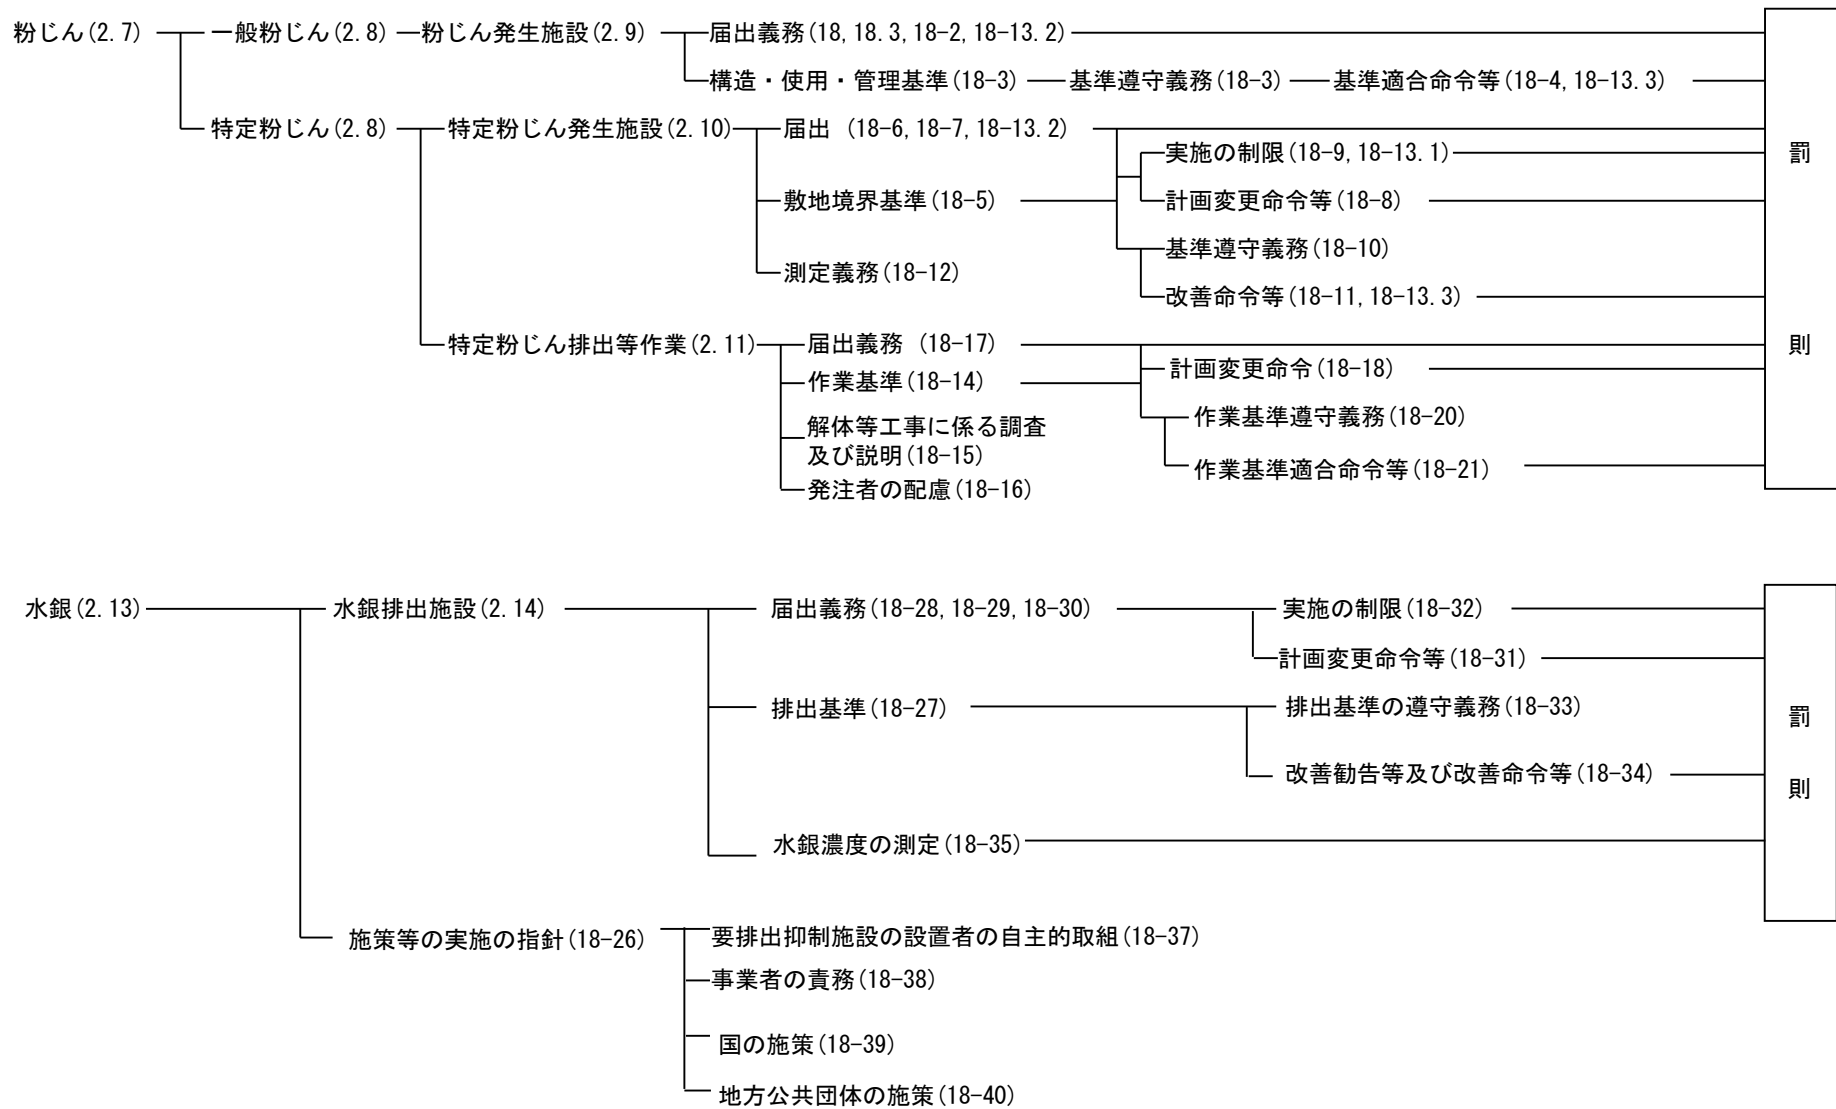 粉じん(2.7)
一般粉じん(2.8)
粉じん発生施設(2.9)
届出義務(18,18.3,18-2,18-13.2)
構造・使用・管理基準(18-3)
基準遵守義務(18-3)
基準適合命令等(18-4,18-13.3)
特定粉じん(2.8)
特定粉じん発生施設(2.10)
届出 (18-6,18-7,18-13.2)
実施の制限(18-9,18-13.1)
敷地境界基準(18-5)
計画変更命令等(18-8)
基準遵守義務(18-10)
測定義務(18-12)
改善命令等(18-11,18-13.3)
特定粉じん排出等作業(2.11)
届出義務 (18-17)
計画変更命令(18-18)
作業基準(18-14)
作業基準遵守義務(18-20)
解体等工事に係る調査
及び説明(18-15)
作業基準適合命令等(18-21)
発注者の配慮(18-16)
罰
則
水銀(2.13)
水銀排出施設(2.14)
届出義務(18-28,18-29,18-30)
実施の制限(18-32)
計画変更命令等(18-31)
排出基準(18-27)
排出基準の遵守義務(18-33)
改善勧告等及び改善命令等(18-34)
水銀濃度の測定(18-35)
施策等の実施の指針(18-26)
要排出抑制施設の設置者の自主的取組(18-37)
事業者の責務(18-38)
国の施策(18-39)
地方公共団体の施策(18-40)
罰
則